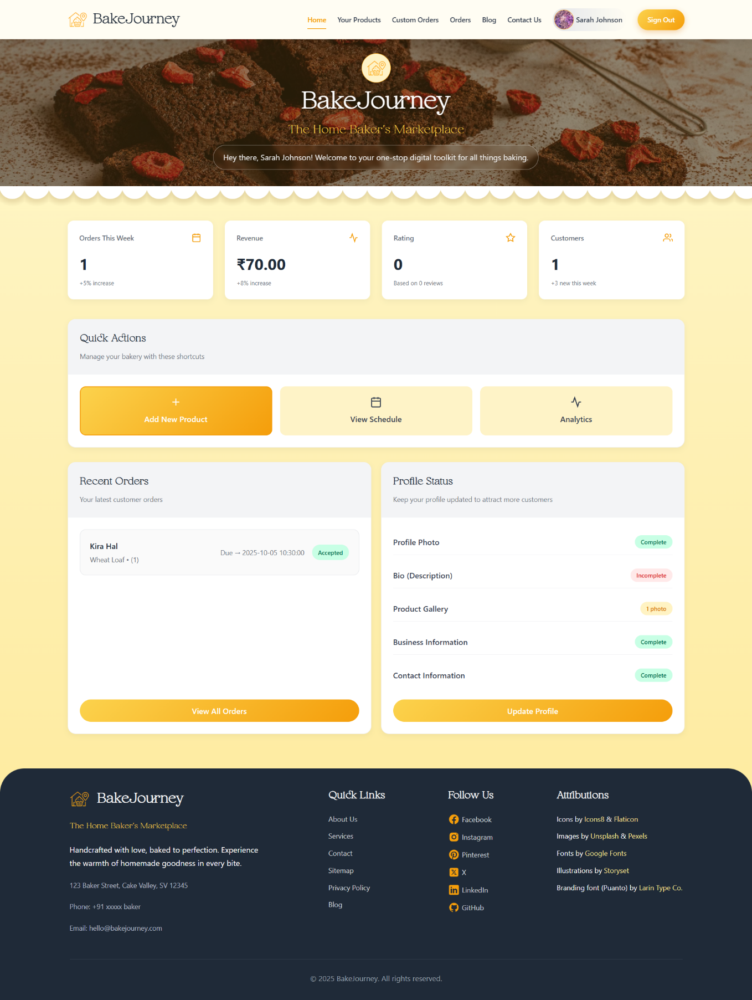 BakeJourney
Home Your Products Custom Orders Orders Blog Contact Us Sarah Johnson Sign Out
BakeJourney
The Home Baker's Marketplace
Hey there, Sarah Johnson! Welcome to your one-stop digital toolkit for all things baking.
Orders This Week
1
+5% increase
Revenue
₹70.00
+8% increase
Rating
0
Based on 0 reviews
Customers
1
+3 new this week
Quick Actions
Manage your bakery with these shortcuts
Add New Product
View Schedule
Analytics
Recent Orders
Your latest customer orders
Kira Hal
Wheat Loaf • (1)
Due → 2025-10-05 10:30:00
Accepted
View All Orders
Profile Status
Keep your profile updated to attract more customers
Profile Photo Complete
Bio (Description) Incomplete
Product Gallery 1 photo
Business Information Complete
Contact Information Complete
Update Profile
BakeJourney
The Home Baker's Marketplace
Handcrafted with love, baked to perfection. Experience
the warmth of homemade goodness in every bite.
123 Baker Street, Cake Valley, SV 12345
Phone: +91 xxxxx baker
Email: hello@bakejourney.com
Quick Links
About Us
Services
Contact
Sitemap
Privacy Policy
Blog
Follow Us
Facebook
Instagram
Pinterest
X
LinkedIn
GitHub
Attributions
Icons by Icons8 & Flaticon
Images by Unsplash & Pexels
Fonts by Google Fonts
Illustrations by Storyset
Branding font (Puanto) by Larin Type Co.
© 2025 BakeJourney. All rights reserved.